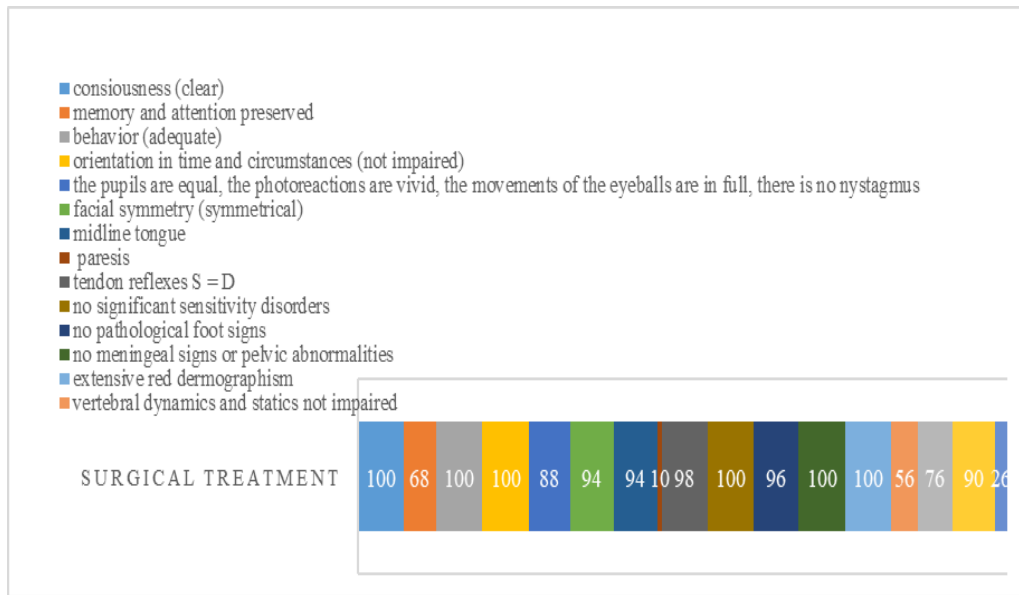 consiousness (clear)
memory and attention preserved
behavior (adequate)
orientation in time and circumstances (not impaired)
the pupils are equal, the photoreactions are vivid, the movements of the eyeballs are in full, there is no nystagmus
facial symmetry (symmetrical)
midline tongue
paresis
tendon reflexes S = D
no significant sensitivity disorders
no pathological foot signs
no meningeal signs or pelvic abnormalities
extensive red dermographism
vertebral dynamics and statics not impaired
SURGICAL TREATMENT 100 68 100 100 88 94 94 10 98 100 96 100 100 56 76 90 26